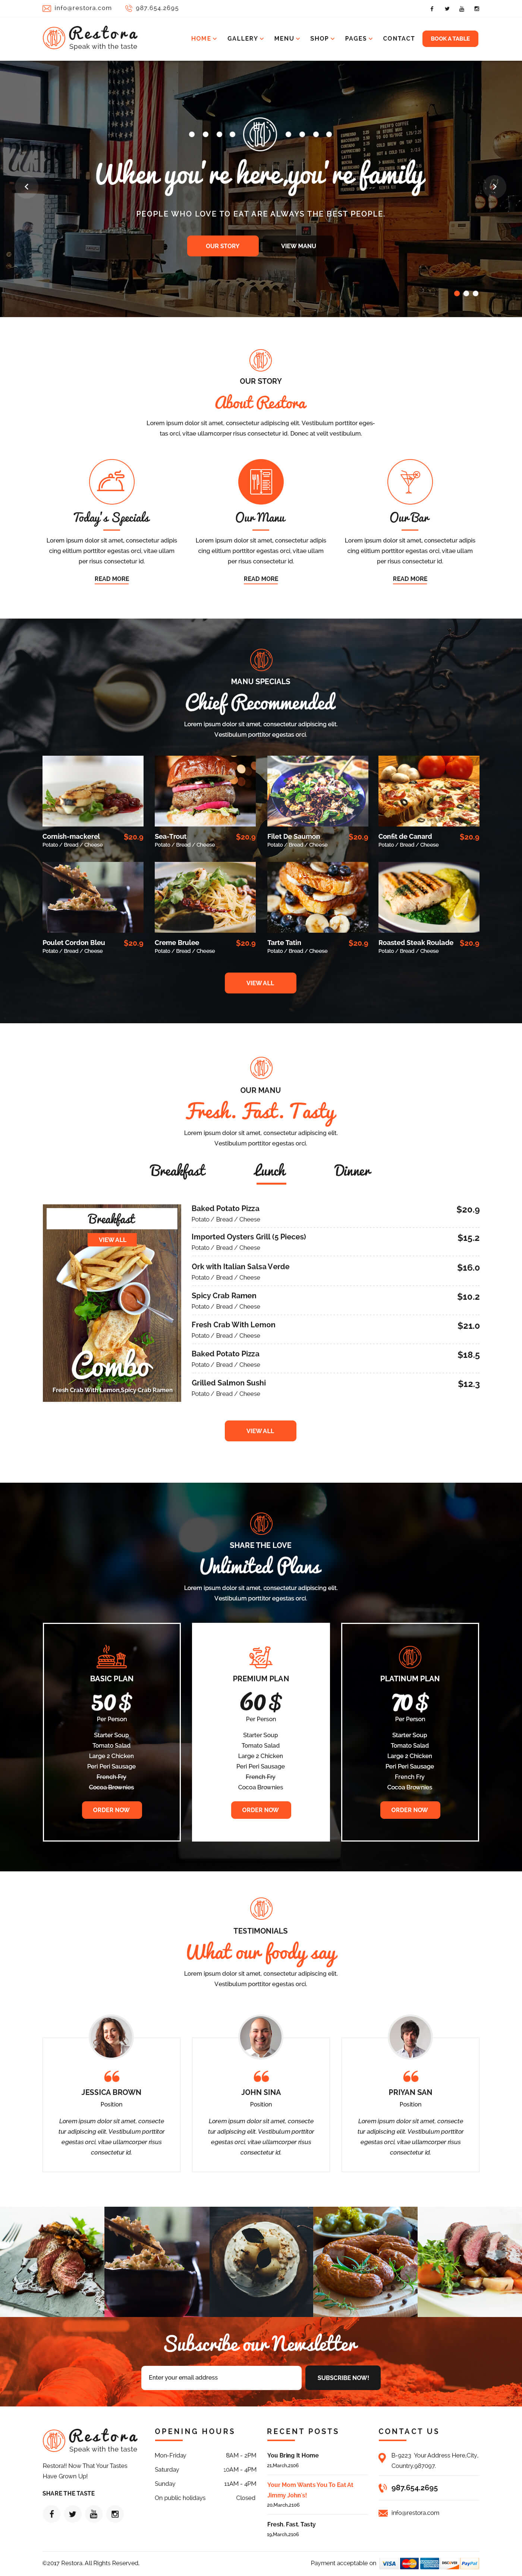 info@restora.com 987.654.2695
Restora
Speak with the taste
HOME GALLERY MENU SHOP PAGES CONTACT BOOK A TABLE
When you're here,you're family
PEOPLE WHO LOVE TO EAT ARE ALWAYS THE BEST PEOPLE.
OUR STORY VIEW MANU
OUR STORY
About Restora
Lorem ipsum dolor sit amet, consectetur adipiscing elit. Vestibulum porttitor eges-
tas orci, vitae ullamcorper risus consectetur id. Donec at velit vestibulum.
Today's Specials
Lorem ipsum dolor sit amet, consectetur adipis
cing elitium porttitor egestas orci, vitae ullam
per risus consectetur id.
READ MORE
Our Manu
Lorem ipsum dolor sit amet, consectetur adipis
cing elitium porttitor egestas orci, vitae ullam
per risus consectetur id.
READ MORE
Our Bar
Lorem ipsum dolor sit amet, consectetur adipis
cing elitium porttitor egestas orci, vitae ullam
per risus consectetur id.
READ MORE
MANU SPECIALS
Chief Recommended
Lorem ipsum dolor sit amet, consectetur adipiscing elit.
Vestibulum porttitor egestas orci.
Cornish-mackerel $20.9
Potato / Bread / Cheese
Sea-Trout $20.9
Potato / Bread / Cheese
Filet De Saumon $20.9
Potato / Bread / Cheese
Confit de Canard $20.9
Potato / Bread / Cheese
Poulet Cordon Bleu $20.9
Potato / Bread / Cheese
Creme Brulee $20.9
Potato / Bread / Cheese
Tarte Tatin $20.9
Potato / Bread / Cheese
Roasted Steak Roulade $20.9
Potato / Bread / Cheese
VIEW ALL
OUR MANU
Fresh. Fast. Tasty
Lorem ipsum dolor sit amet, consectetur adipiscing elit.
Vestibulum porttitor egestas orci.
Breakfast Lunch Dinner
Breakfast
VIEW ALL
Combo
Fresh Crab With Lemon,Spicy Crab Ramen
Baked Potato Pizza $20.9
Potato / Bread / Cheese
Imported Oysters Grill (5 Pieces) $15.2
Potato / Bread / Cheese
Ork with Italian Salsa Verde $16.0
Potato / Bread / Cheese
Spicy Crab Ramen $10.2
Potato / Bread / Cheese
Fresh Crab With Lemon $21.0
Potato / Bread / Cheese
Baked Potato Pizza $18.5
Potato / Bread / Cheese
Grilled Salmon Sushi $12.3
Potato / Bread / Cheese
VIEW ALL
SHARE THE LOVE
Unlimited Plans
Lorem ipsum dolor sit amet, consectetur adipiscing elit.
Vestibulum porttitor egestas orci.
BASIC PLAN
50 $
Per Person
Starter Soup
Tomato Salad
Large 2 Chicken
Peri Peri Sausage
French Fry
Cocoa Brownies
ORDER NOW
PREMIUM PLAN
60 $
Per Person
Starter Soup
Tomato Salad
Large 2 Chicken
Peri Peri Sausage
French Fry
Cocoa Brownies
ORDER NOW
PLATINUM PLAN
70 $
Per Person
Starter Soup
Tomato Salad
Large 2 Chicken
Peri Peri Sausage
French Fry
Cocoa Brownies
ORDER NOW
TESTIMONIALS
What our foody say
Lorem ipsum dolor sit amet, consectetur adipiscing elit.
Vestibulum porttitor egestas orci.
JESSICA BROWN
Position
Lorem ipsum dolor sit amet, consecte
tur adipiscing elit. Vestibulum porttitor
egestas orci, vitae ullamcorper risus
consectetur id.
JOHN SINA
Position
Lorem ipsum dolor sit amet, consecte
tur adipiscing elit. Vestibulum porttitor
egestas orci, vitae ullamcorper risus
consectetur id.
PRIYAN SAN
Position
Lorem ipsum dolor sit amet, consecte
tur adipiscing elit. Vestibulum porttitor
egestas orci, vitae ullamcorper risus
consectetur id.
Subscribe our Newsletter
Enter your email address SUBSCRIBE NOW!
Restora
Speak with the taste
Restora!! Now That Your Tastes
Have Grown Up!
SHARE THE TASTE
OPENING HOURS
Mon-Friday 8AM - 2PM
Saturday 10AM - 4PM
Sunday 11AM - 4PM
On public holidays Closed
RECENT POSTS
You Bring It Home
21,March,2106
Your Mom Wants You To Eat At
Jimmy John's!
20,March,2106
Fresh. Fast. Tasty
19,March,2106
CONTACT US
B-9223 Your Address Here,City,
Country.987097.
987.654.2695
info@restora.com
©2017 Restora. All Rights Reserved.
Payment acceptable on VISA MasterCard AMERICAN EXPRESS DISCOVER PayPal